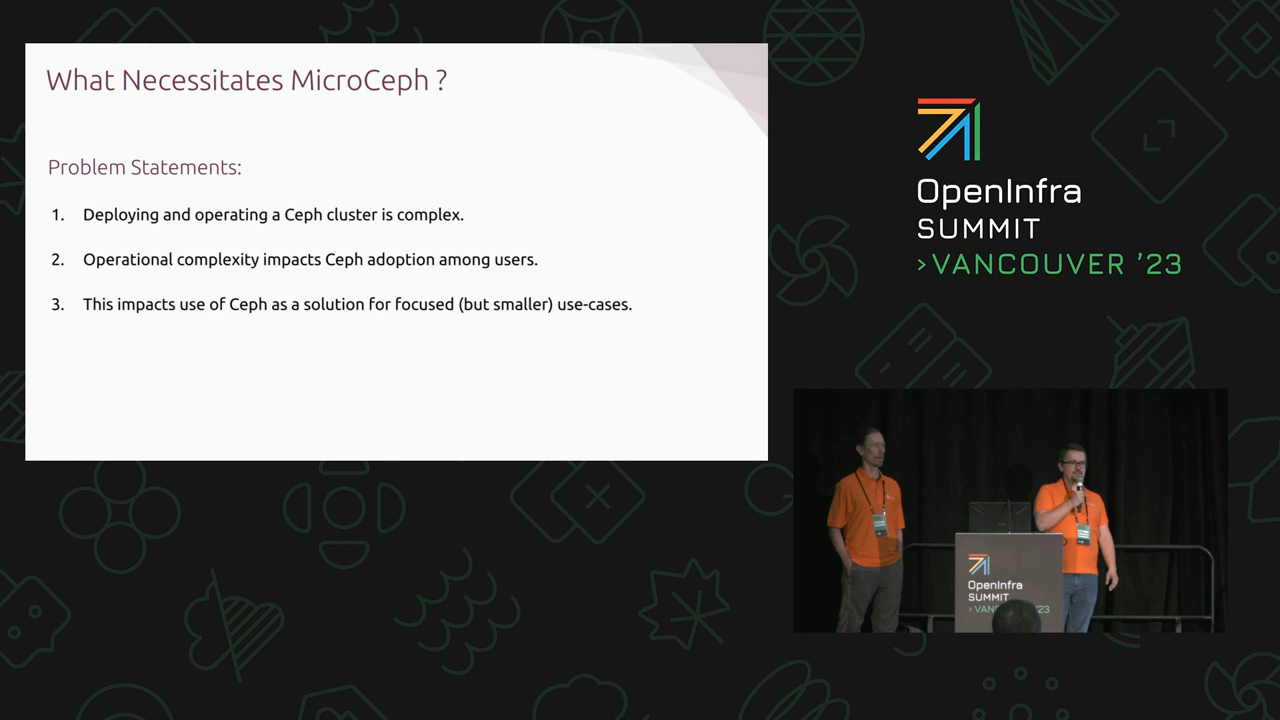 What Necessitates MicroCeph ?
Problem Statements:
1. Deploying and operating a Ceph cluster is complex.
2. Operational complexity impacts Ceph adoption among users.
3. This impacts use of Ceph as a solution for focused (but smaller) use-cases.
OpenInfra
SUMMIT
>VANCOUVER ’23
OpenInfra
SUMMIT